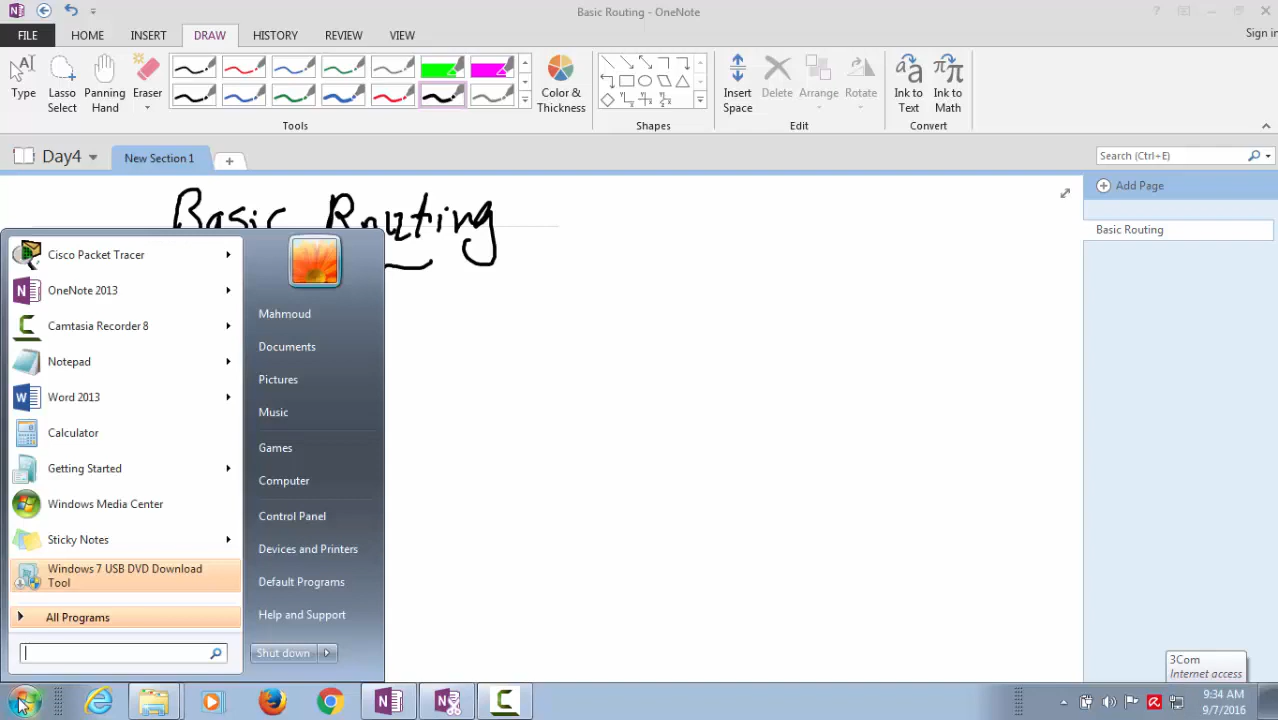 Basic Routing - OneNote
FILE HOME INSERT DRAW HISTORY REVIEW VIEW Sign in
Type Lasso Select Panning Hand Eraser Color & Thickness Insert Space Delete Arrange Rotate Ink to Text Ink to Math
Tools Shapes Edit Convert
Day4 New Section 1 Search (Ctrl+E)
Add Page
Basic Routing
Basic Routing
Cisco Packet Tracer
OneNote 2013
Camtasia Recorder 8
Notepad
Word 2013
Calculator
Getting Started
Windows Media Center
Sticky Notes
Windows 7 USB DVD Download
Tool
All Programs
Mahmoud
Documents
Pictures
Music
Games
Computer
Control Panel
Devices and Printers
Default Programs
Help and Support
Shut down
3Com
Internet access
9:34 AM
9/7/2016